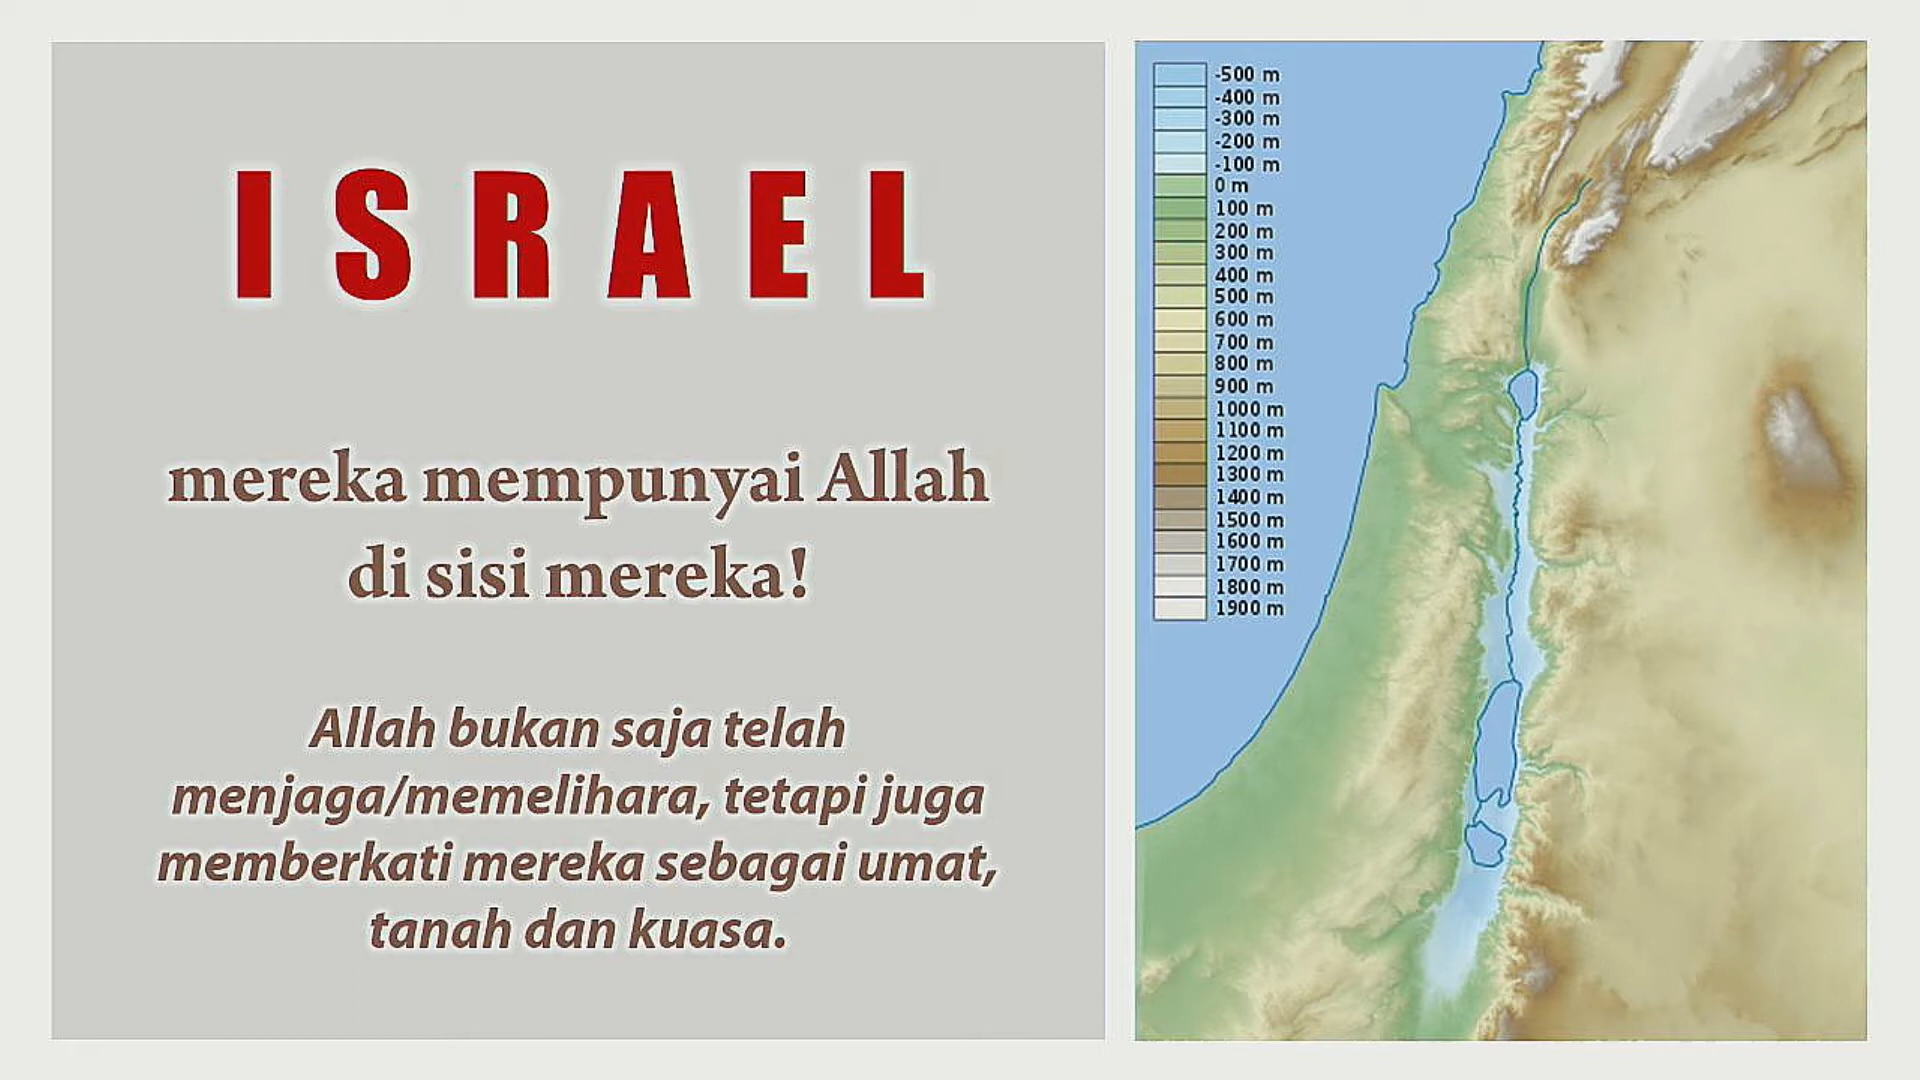 ISRAEL
mereka mempunyai Allah
di sisi mereka!
Allah bukan saja telah
menjaga/memelihara, tetapi juga
memberkati mereka sebagai umat,
tanah dan kuasa.
-500 m
-400 m
-300 m
-200 m
-100 m
0 m
100 m
200 m
300 m
400 m
500 m
600 m
700 m
800 m
900 m
1000 m
1100 m
1200 m
1300 m
1400 m
1500 m
1600 m
1700 m
1800 m
1900 m